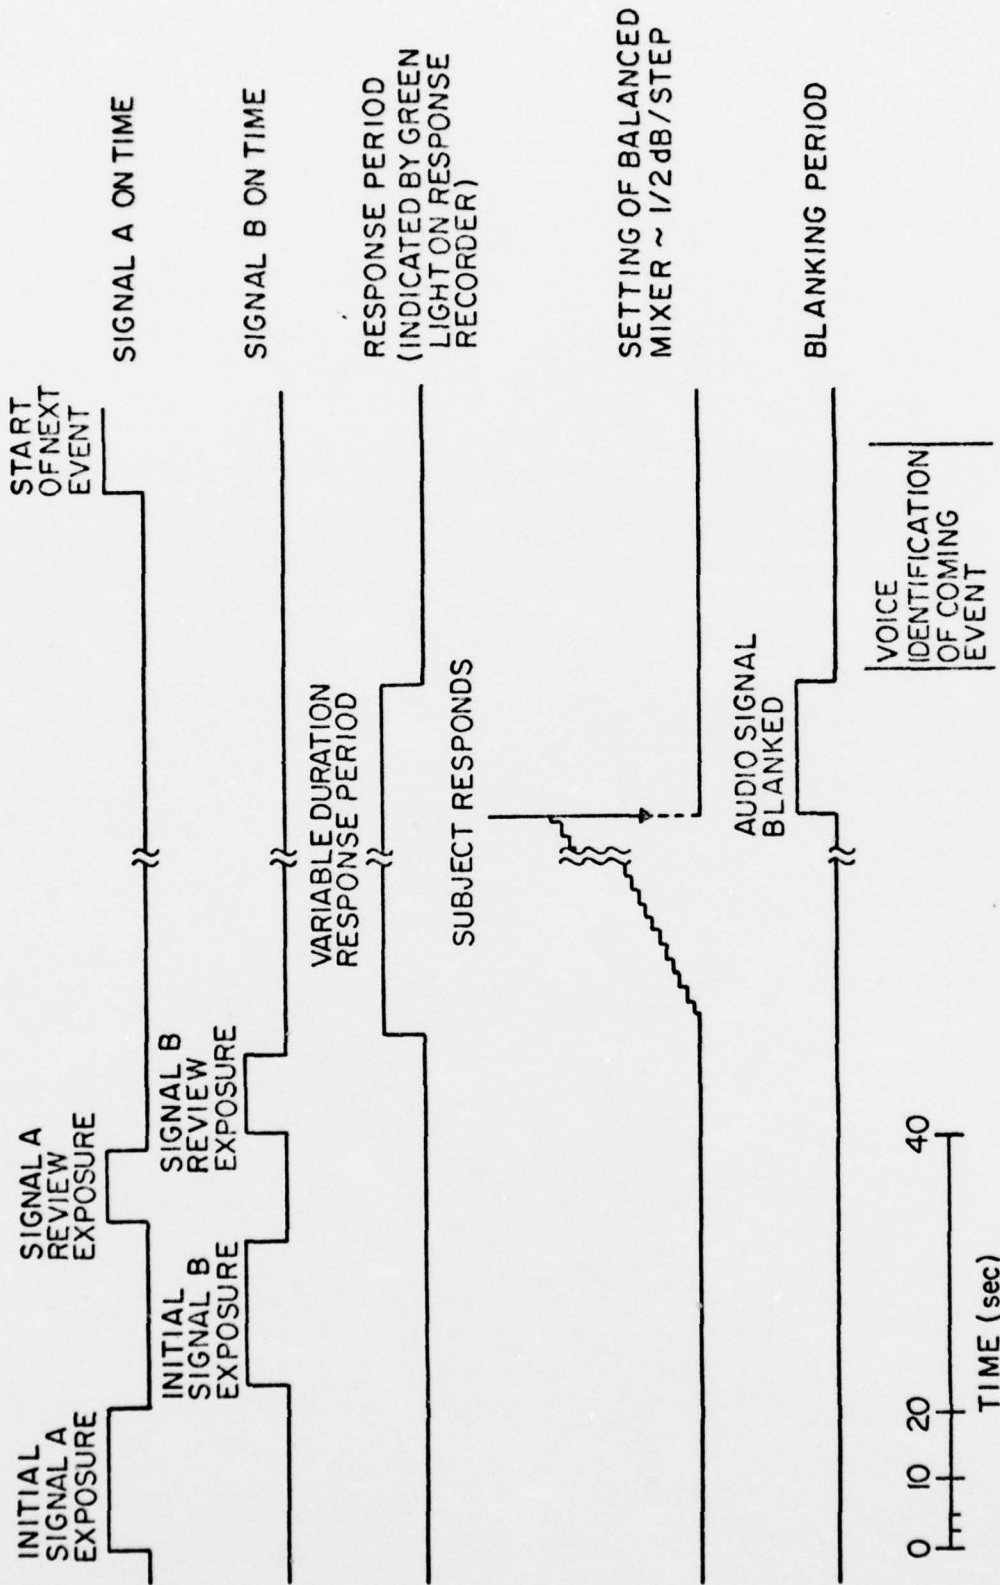 INITIAL
SIGNAL A
EXPOSURE
SIGNAL A
REVIEW
EXPOSURE
START
OF NEXT
EVENT
SIGNAL A ON TIME
INITIAL
SIGNAL B
EXPOSURE
SIGNAL B
REVIEW
EXPOSURE
SIGNAL B ON TIME
VARIABLE DURATION
RESPONSE PERIOD
RESPONSE PERIOD
(INDICATED BY GREEN
LIGHT ON RESPONSE
RECORDER)
SUBJECT RESPONDS
SETTING OF BALANCED
MIXER ~ 1/2 dB/STEP
AUDIO SIGNAL
BLANKED
BLANKING PERIOD
VOICE
IDENTIFICATION
OF COMING
EVENT
0 10 20 40
TIME (sec)